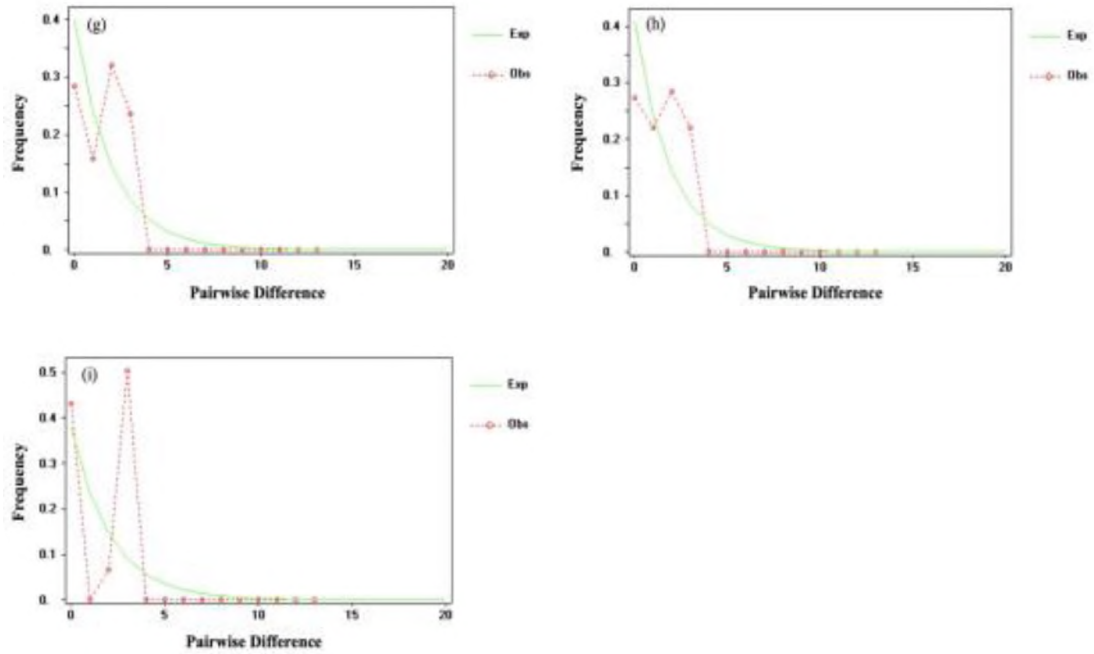 (g)
0.4
0.3
0.2
0.1
0.
0 5 10 15 20
Frequency
Pairwise Difference
Exp
Obs
(h)
0.4
0.3
0.2
0.1
0.
0 5 10 15 20
Frequency
Pairwise Difference
Exp
Obs
(i)
0.5
0.4
0.3
0.2
0.1
0.
0 5 10 15 20
Frequency
Pairwise Difference
Exp
Obs